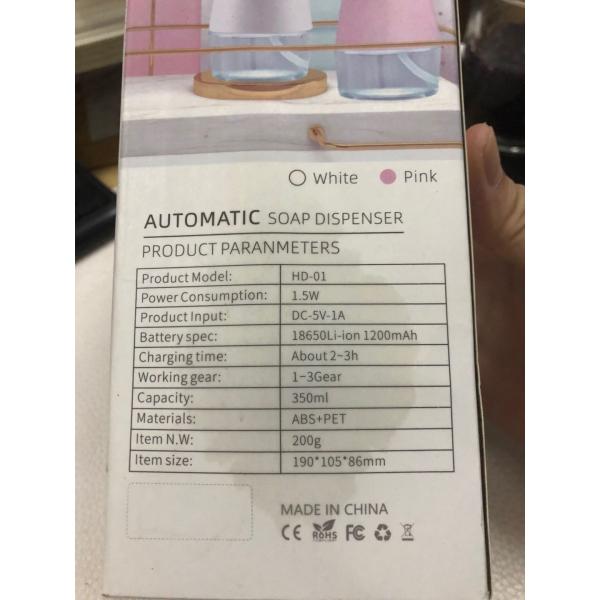 White Pink
AUTOMATIC SOAP DISPENSER
PRODUCT PARANMETERS
Product Model: HD-01
Power Consumption: 1.5W
Product Input: DC-5V-1A
Battery spec: 18650Li-ion 1200mAh
Charging time: About 2-3h
Working gear: 1-3Gear
Capacity: 350ml
Materials: ABS+PET
Item N.W: 200g
Item size: 190*105*86mm
MADE IN CHINA
CE RoHS FC